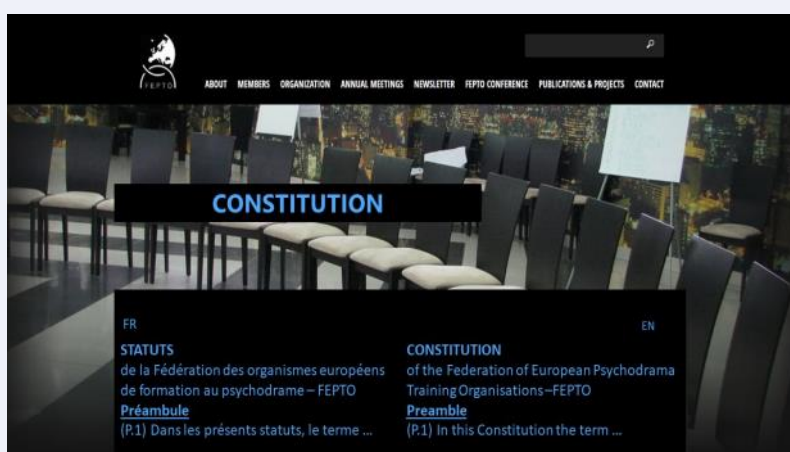 FEPTO
ABOUT MEMBERS ORGANIZATION ANNUAL MEETINGS NEWSLETTER FEPTO CONFERENCE PUBLICATIONS & PROJECTS CONTACT
CONSTITUTION
FR
STATUTS
de la Fédération des organismes européens
de formation au psychodrame – FEPTO
Préambule
(P.1) Dans les présents statuts, le terme ...
EN
CONSTITUTION
of the Federation of European Psychodrama
Training Organisations –FEPTO
Preamble
(P.1) In this Constitution the term ...